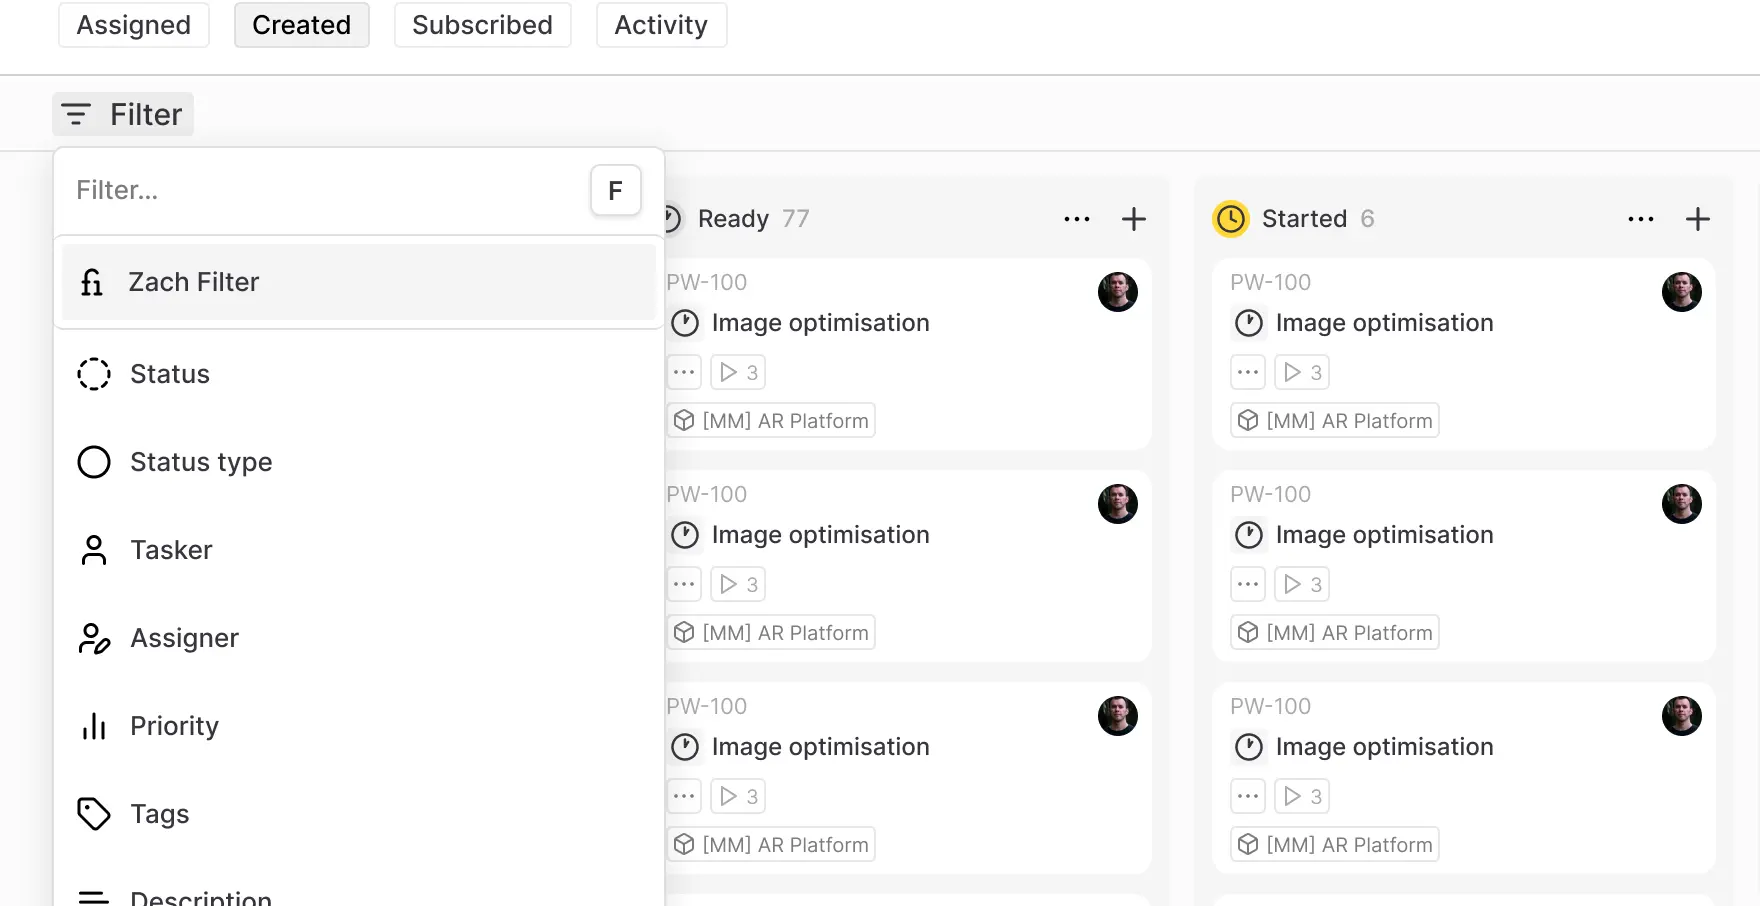 Assigned
Created
Subscribed
Activity
Filter
Filter...
F
Zach Filter
Status
Status type
Tasker
Assigner
Priority
Tags
Description
Ready 77
PW-100
Image optimisation
3
[MM] AR Platform
PW-100
Image optimisation
3
[MM] AR Platform
PW-100
Image optimisation
3
[MM] AR Platform
Started 6
PW-100
Image optimisation
3
[MM] AR Platform
PW-100
Image optimisation
3
[MM] AR Platform
PW-100
Image optimisation
3
[MM] AR Platform